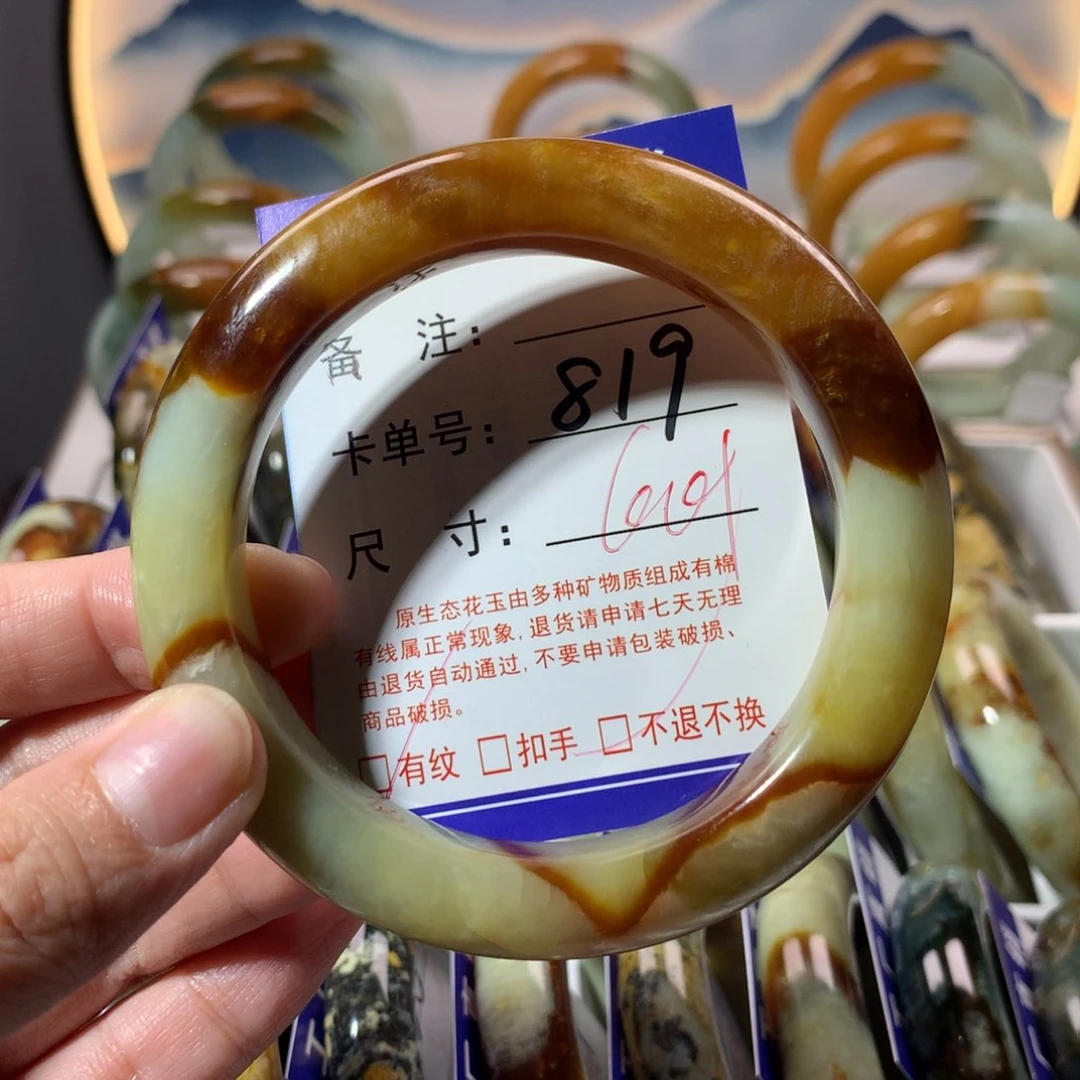 备 注：
卡单号：819
尺 寸：
原生态花玉由多种矿物质组成有棉
有线属正常现象，退货请申请七天无理
由退货自动通过，不要申请包装破损、
商品破损。
□有纹 □扣手 □不退不换